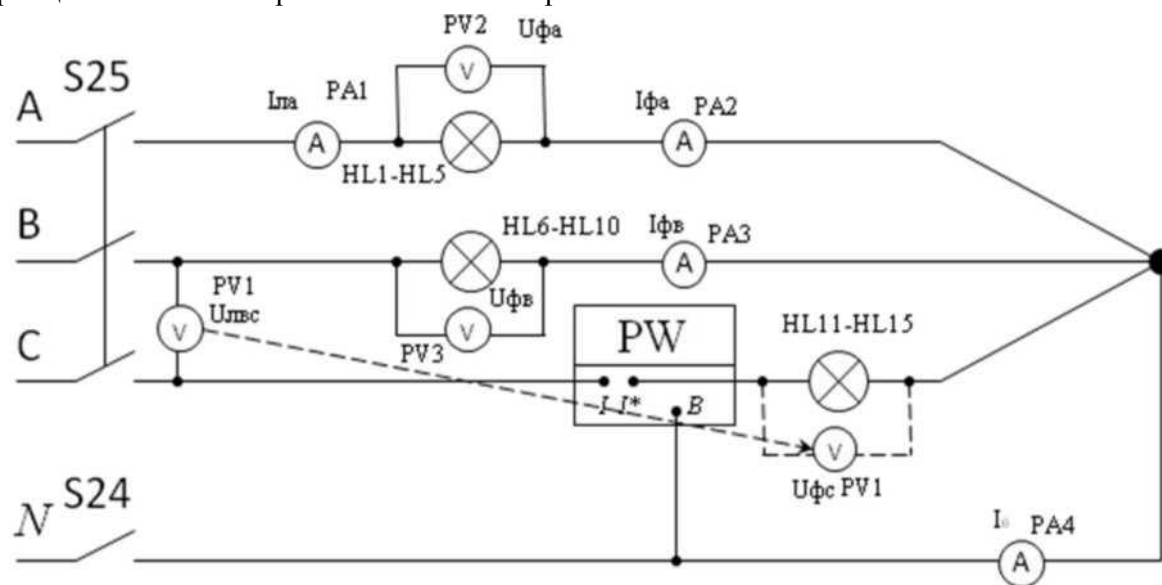 PV2 Uфа
S25
A
Iла PA1
V
Iфа PA2
A
A
HL1-HL5
B
HL6-HL10
Iфв PA3
A
PV1
Uлвс
Uфв
V
V
PV3
C
PW
HL11-HL15
I I* B
V
Uфс PV1
N S24
PA4
A